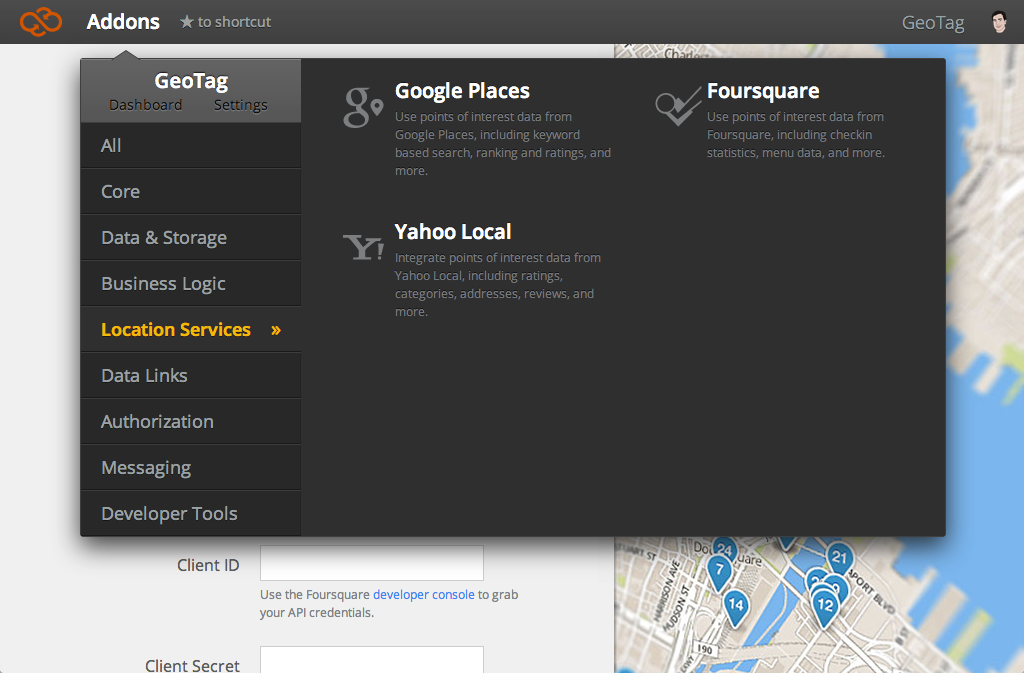 Addons ★ to shortcut GeoTag
GeoTag
Dashboard Settings
All
Core
Data & Storage
Business Logic
Location Services »
Data Links
Authorization
Messaging
Developer Tools
Google Places
Use points of interest data from
Google Places, including keyword
based search, ranking and ratings, and
more.
Foursquare
Use points of interest data from
Foursquare, including checkin
statistics, menu data, and more.
Yahoo Local
Integrate points of interest data from
Yahoo Local, including ratings,
categories, addresses, reviews, and
more.
Client ID
Use the Foursquare developer console to grab
your API credentials.
Client Secret
24
7
14
21
12
HARRISON AVE
HUDSON ST
190